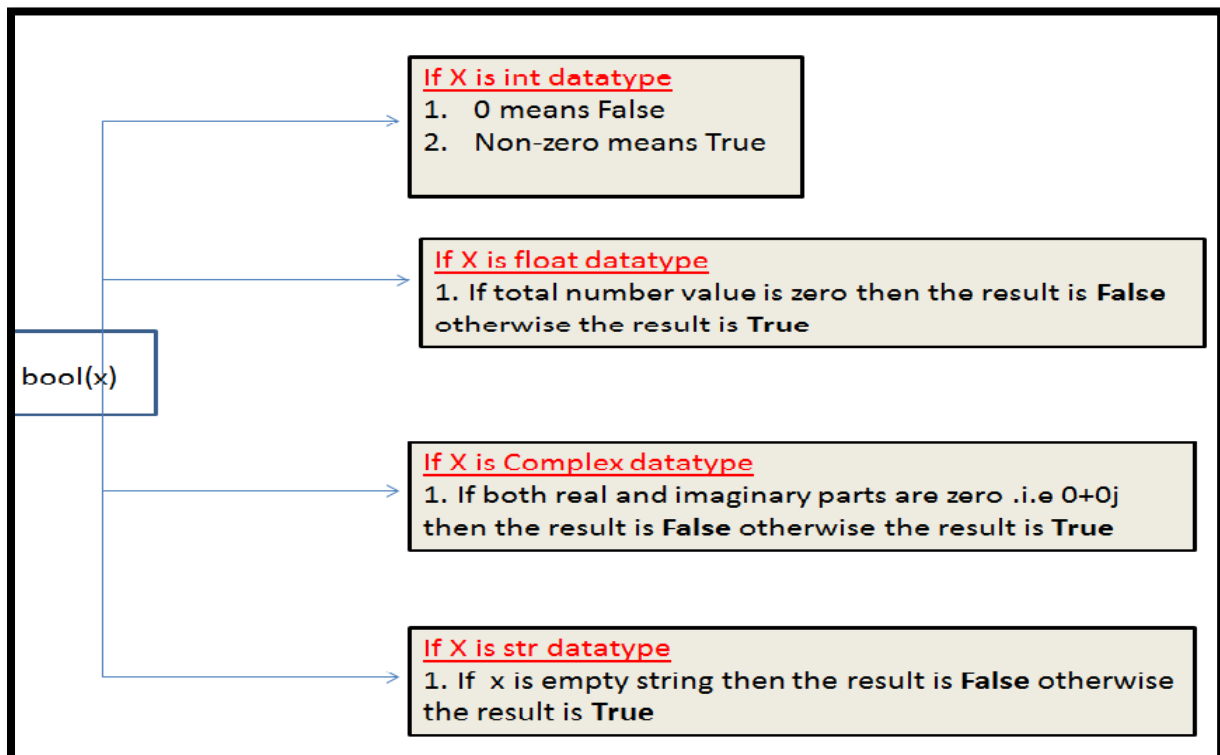 If X is int datatype
1. 0 means False
2. Non-zero means True
If X is float datatype
1. If total number value is zero then the result is False
otherwise the result is True
bool(x)
If X is Complex datatype
1. If both real and imaginary parts are zero .i.e 0+0j
then the result is False otherwise the result is True
If X is str datatype
1. If x is empty string then the result is False otherwise
the result is True